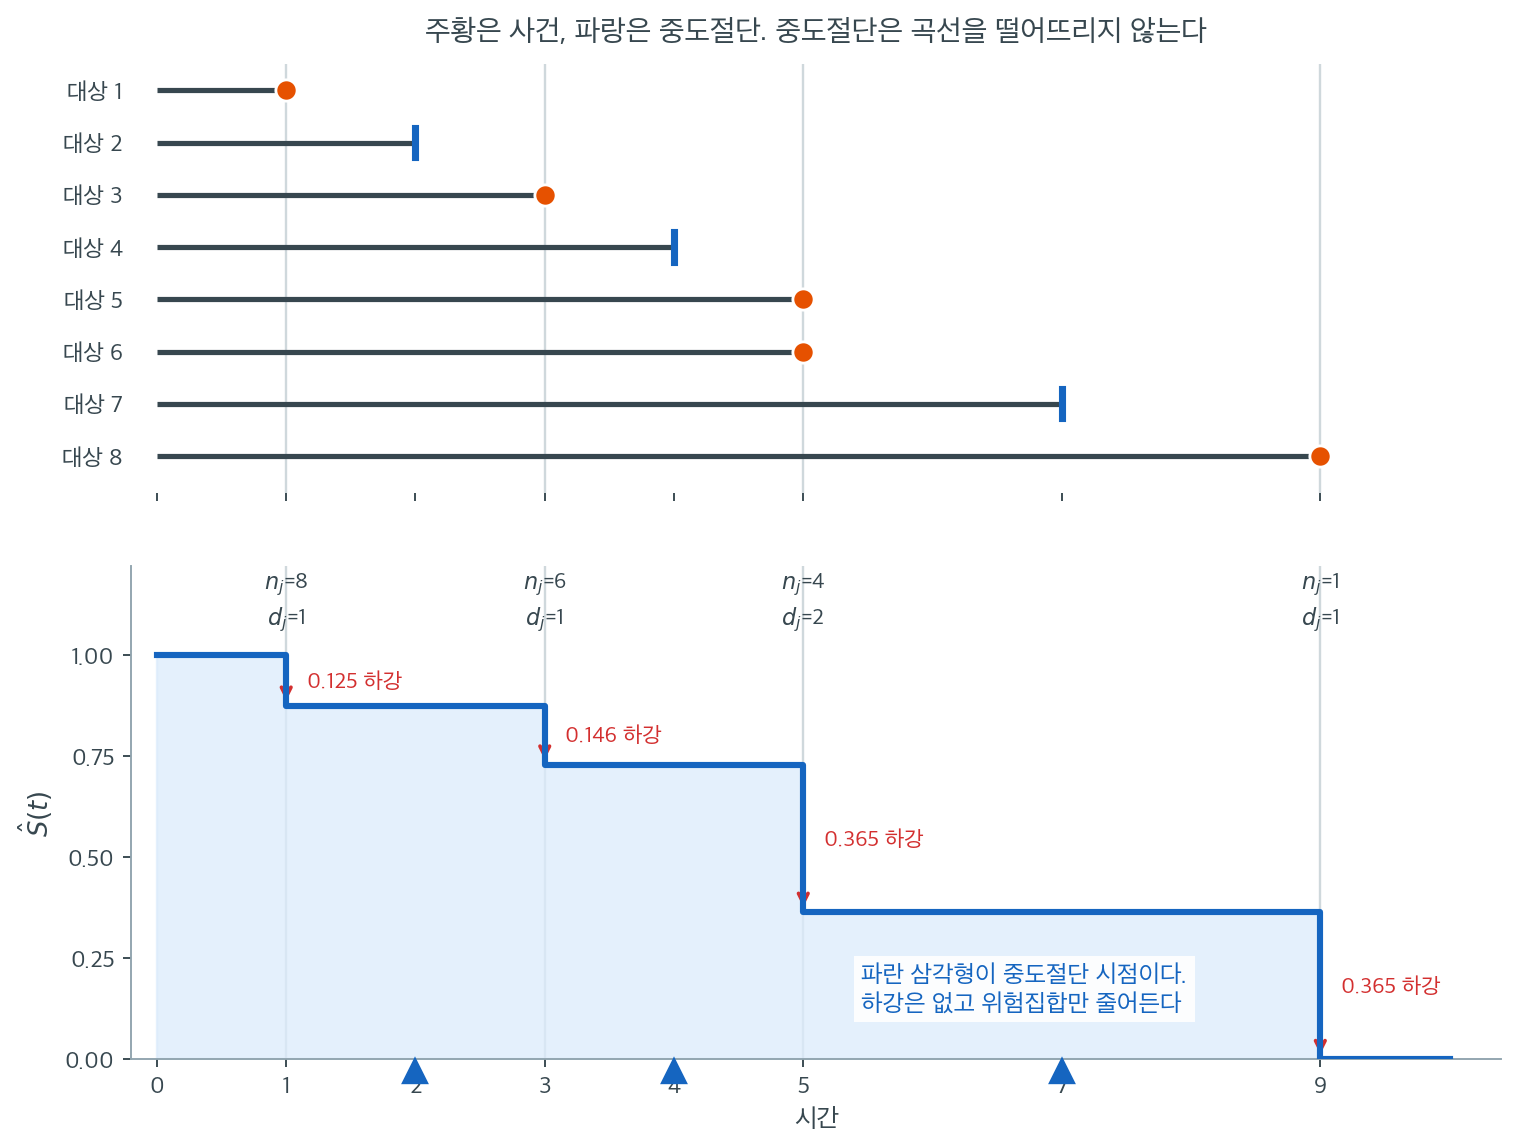 주황은 사건, 파랑은 중도절단. 중도절단은 곡선을 떨어뜨리지 않는다
대상 1
대상 2
대상 3
대상 4
대상 5
대상 6
대상 7
대상 8
n_j=8 n_j=6 n_j=4 n_j=1
d_j=1 d_j=1 d_j=2 d_j=1
1.00
0.125 하강
0.146 하강
0.75
0.365 하강
0.50
Ŝ(t)
0.25
파란 삼각형이 중도절단 시점이다.
하강은 없고 위험집합만 줄어든다
0.365 하강
0.00
0 1 2 3 4 5 7 9
시간